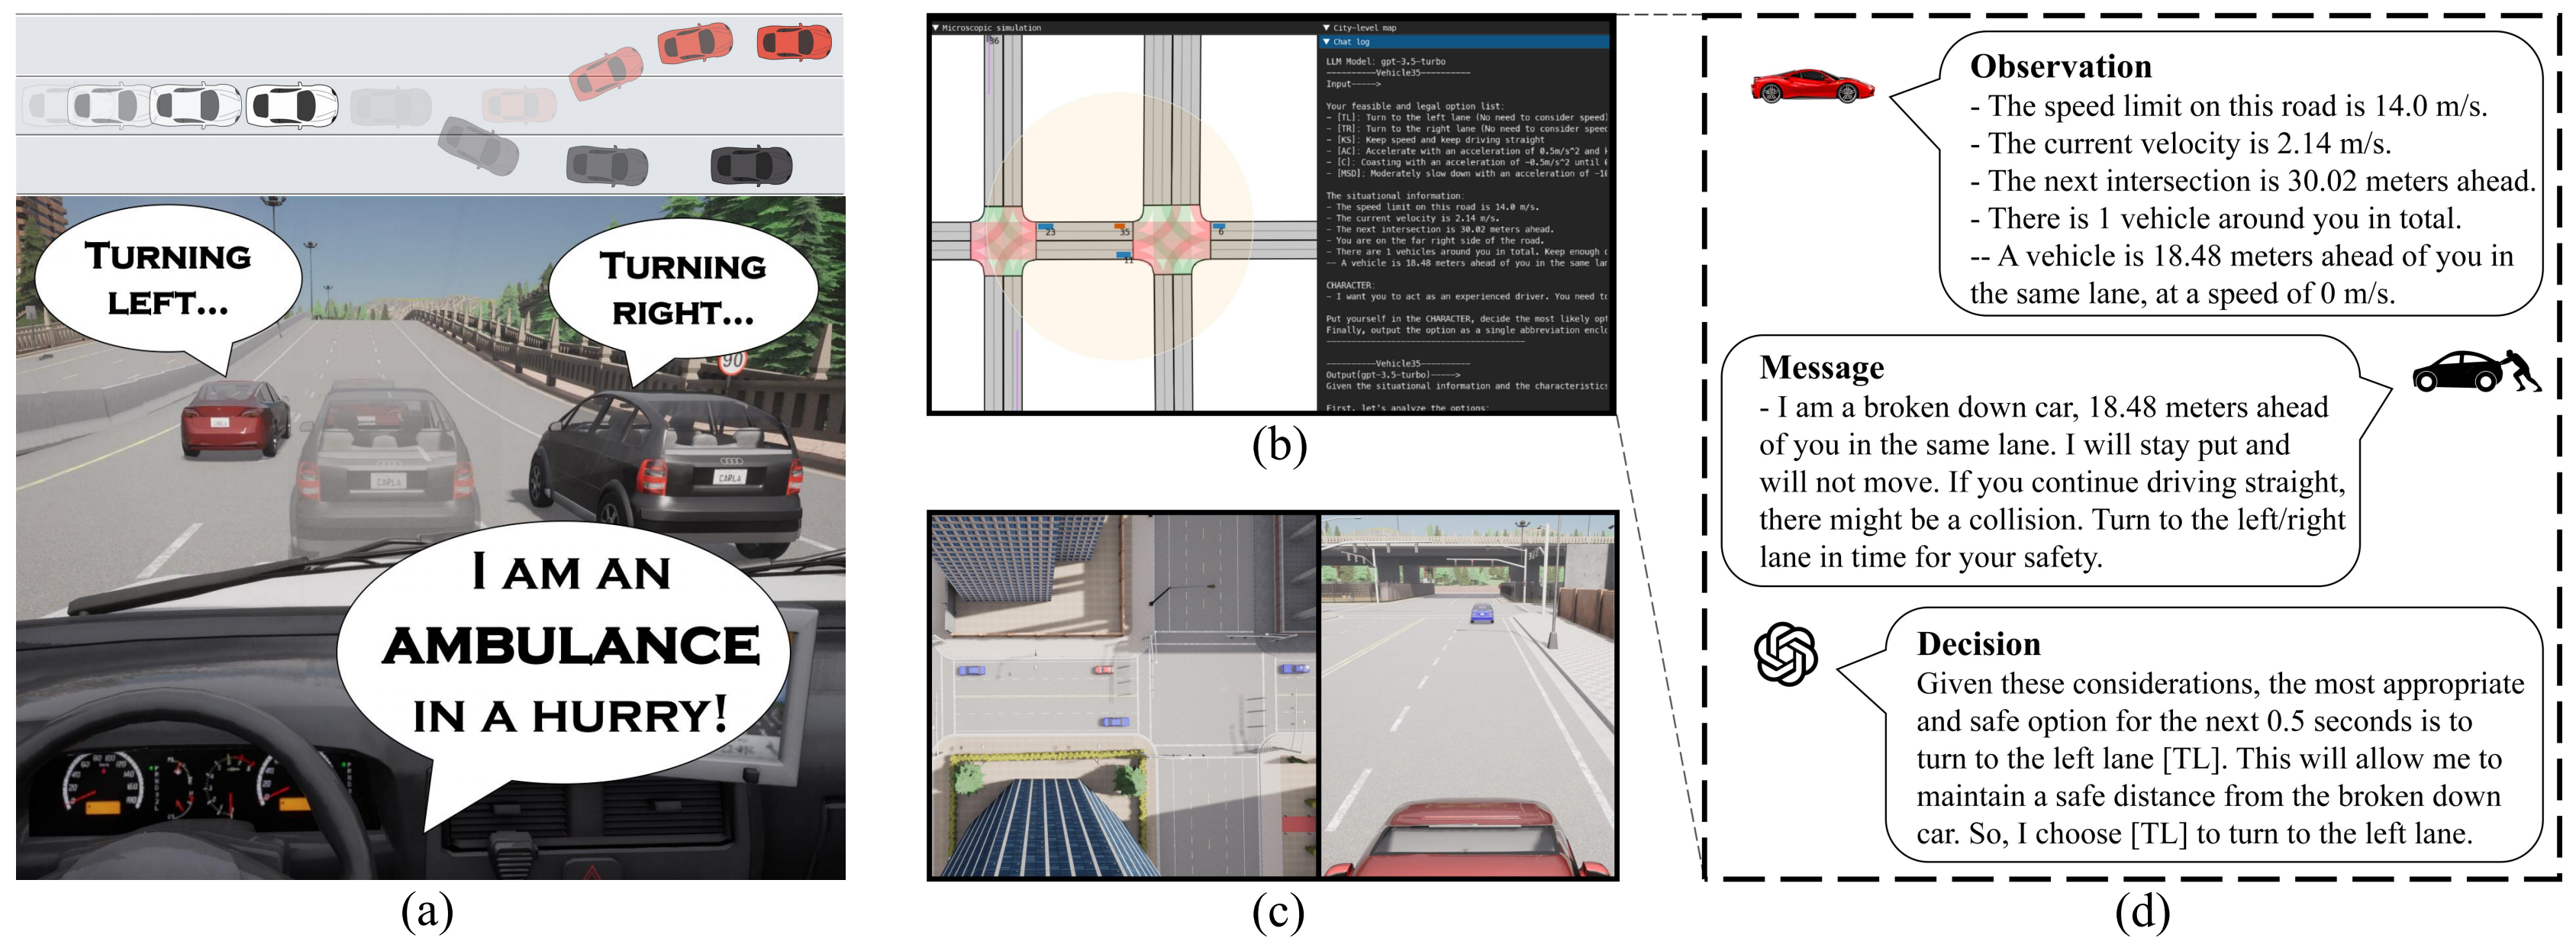 TURNING
LEFT...
TURNING
RIGHT...
90
CARLA
CARLA
CARLA
I AM AN
AMBULANCE
IN A HURRY!
(a)
Microscopic simulation
36
23
35
6
11
City-level map
Chat log
LLM Model: gpt-3.5-turbo
----------Vehicle35----------
Input----->
Your feasible and legal option list:
- [TL]: Turn to the left lane (No need to consider speed)
- [TR]: Turn to the right lane (No need to consider speed
- [KS]: Keep speed and keep driving straight
- [AC]: Accelerate with an acceleration of 0.5m/s^2 and
- [C]: Coasting with an acceleration of -0.5m/s^2 until
- [MSD]: Moderately slow down with an acceleration of
The situational information:
- The speed limit on this road is 14.0 m/s.
- The current velocity is 2.14 m/s.
- The next intersection is 30.02 meters ahead.
- You are on the far right side of the road.
- There are 1 vehicles around you in total. Keep enough
-- A vehicle is 18.48 meters ahead of you in the same
CHARACTER:
- I want you to act as an experienced driver. You need
Put yourself in the CHARACTER, decide the most likely
Finally, output the option as a single abbreviation
----------Vehicle35----------
Output(gpt-3.5-turbo)----->
Given the situational information and the
First, let's analyze the options:
(b)
(c)
Observation
- The speed limit on this road is 14.0 m/s.
- The current velocity is 2.14 m/s.
- The next intersection is 30.02 meters ahead.
- There is 1 vehicle around you in total.
-- A vehicle is 18.48 meters ahead of you in
the same lane, at a speed of 0 m/s.
Message
- I am a broken down car, 18.48 meters ahead
of you in the same lane. I will stay put and
will not move. If you continue driving straight,
there might be a collision. Turn to the left/right
lane in time for your safety.
Decision
Given these considerations, the most appropriate
and safe option for the next 0.5 seconds is to
turn to the left lane [TL]. This will allow me to
maintain a safe distance from the broken down
car. So, I choose [TL] to turn to the left lane.
(d)